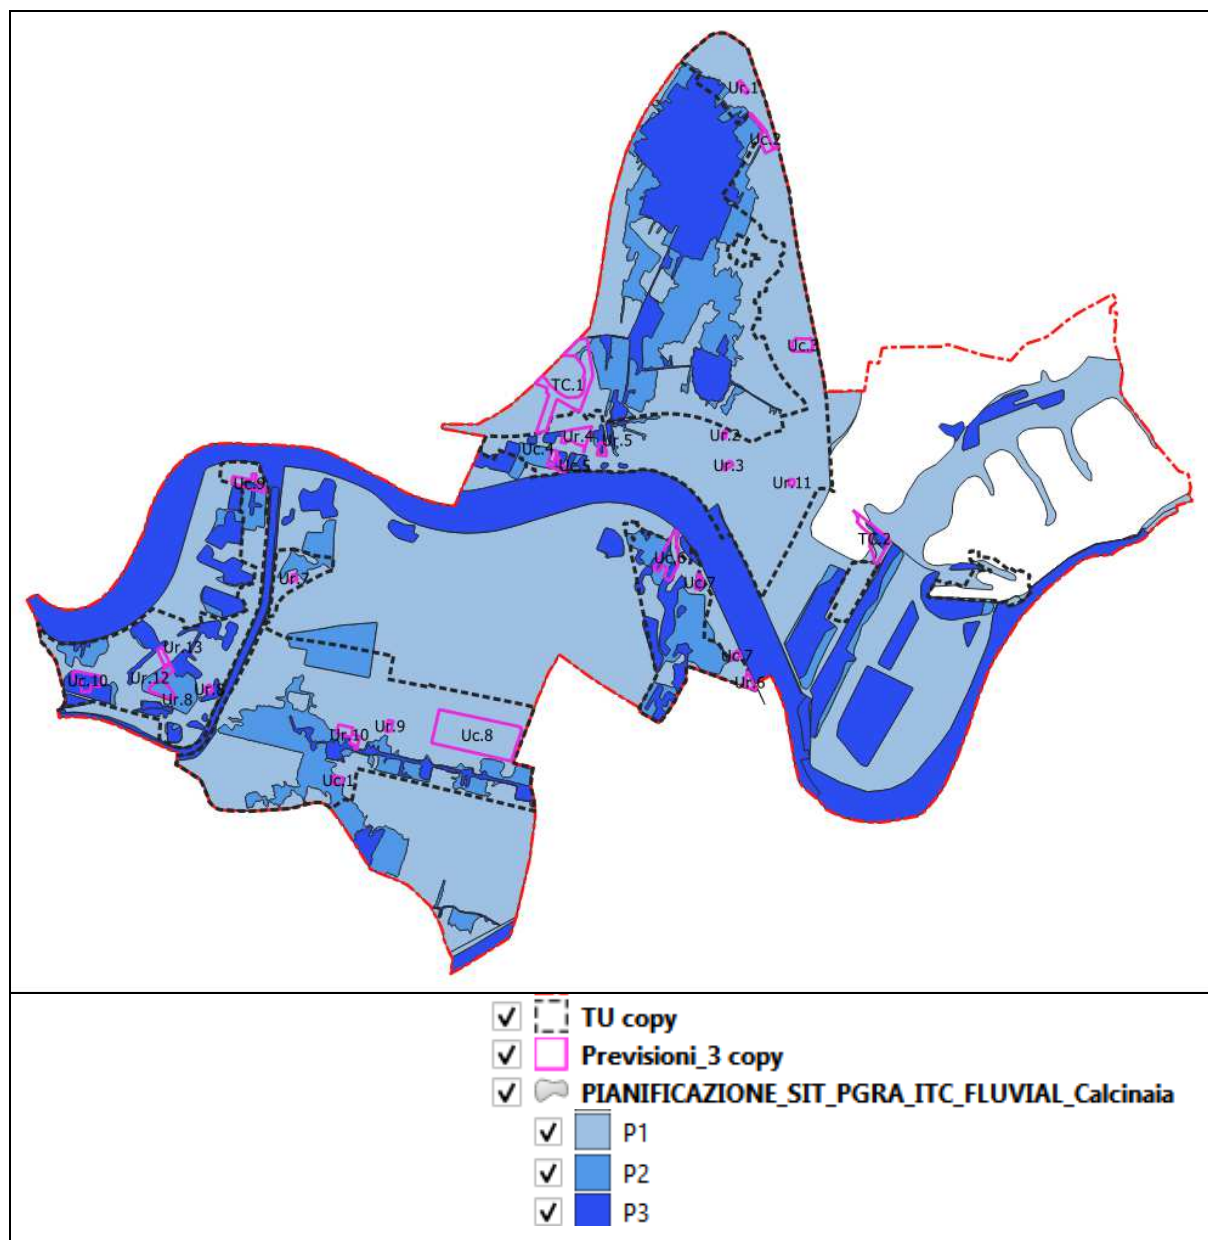 Ur.1
Uc.2
Uc.3
TC.1
Ur.4
Ur.5
Ur.2
Uc.4
Uc.5
Ur.3
Ur.11
Uc.9
TC.2
Uc.6
Ur.7
Uc.7
Ur.13
Uc.7
Ur.12
Uc.10
Ur.8
Ur.8
Ur.6
Ur.9
Ur.10
Uc.8
Uc.1
TU copy
Previsioni_3 copy
PIANIFICAZIONE_SIT_PGRA_ITC_FLUVIAL_Calcinaia
P1
P2
P3